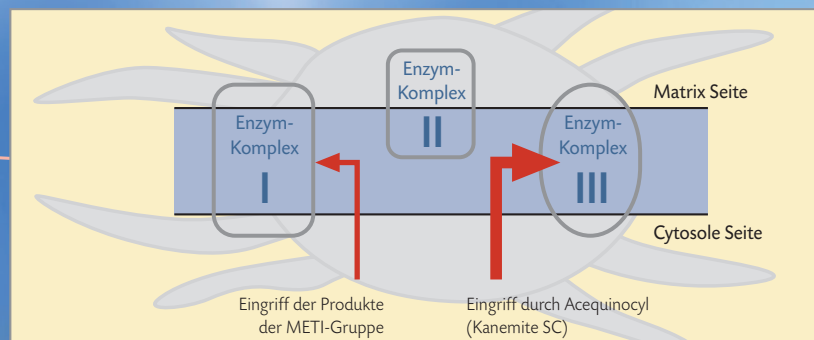 Enzym-
Komplex
II
Matrix Seite
Enzym-
Komplex
I
Enzym-
Komplex
III
Cytosole Seite
Eingriff der Produkte
der METI-Gruppe
Eingriff durch Acequinocyl
(Kanemite SC)